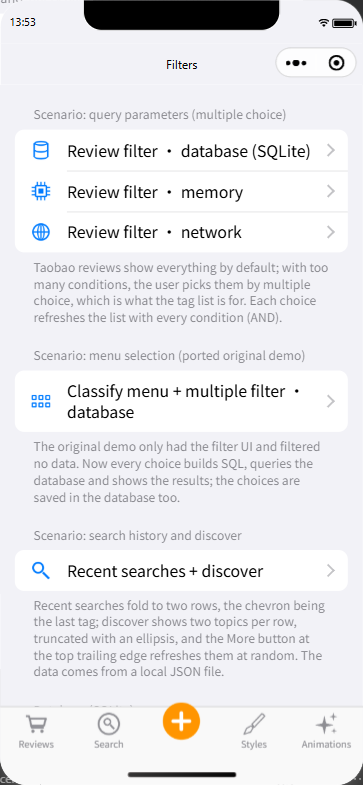 13:53
Filters
Scenario: query parameters (multiple choice)
Review filter · database (SQLite)
Review filter · memory
Review filter · network
Taobao reviews show everything by default; with too
many conditions, the user picks them by multiple
choice, which is what the tag list is for. Each choice
refreshes the list with every condition (AND).
Scenario: menu selection (ported original demo)
Classify menu + multiple filter ·
database
The original demo only had the filter UI and filtered
no data. Now every choice builds SQL, queries the
database and shows the results; the choices are
saved in the database too.
Scenario: search history and discover
Recent searches + discover
Recent searches fold to two rows, the chevron being
the last tag; discover shows two topics per row,
truncated with an ellipsis, and the More button at
the top trailing edge refreshes them at random. The
data comes from a local JSON file.
Reviews
Search
Styles
Animations